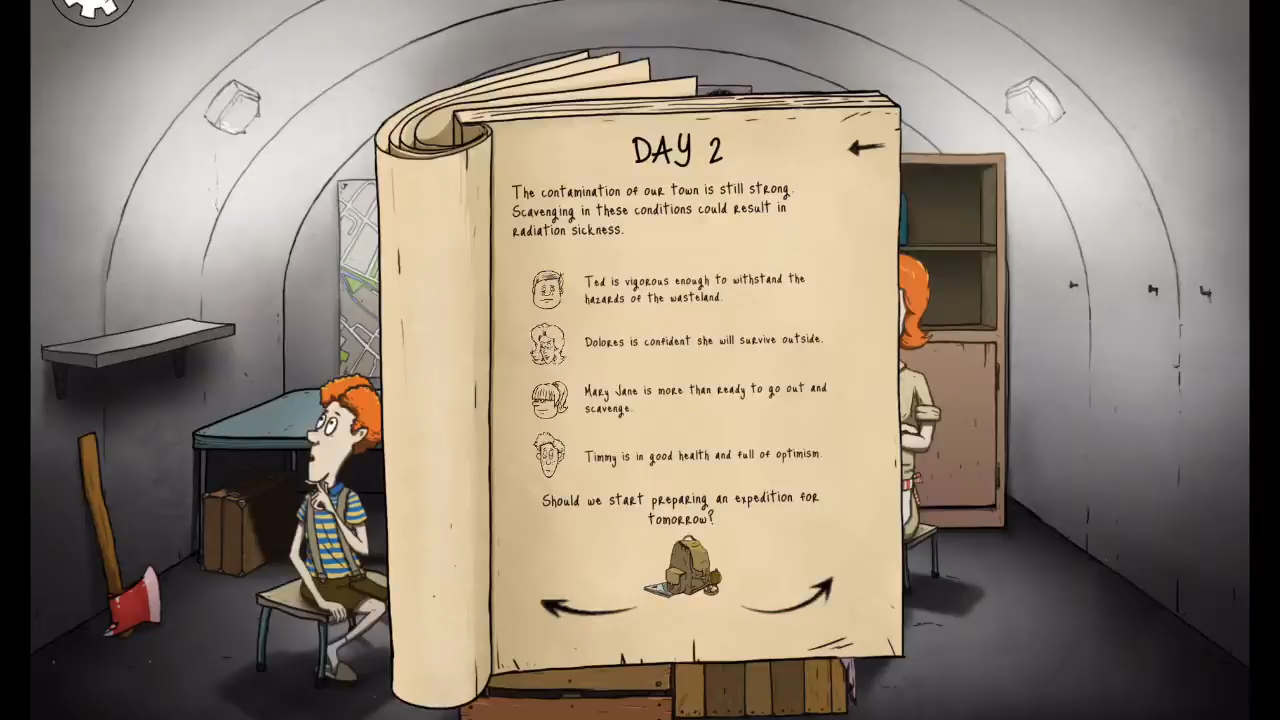 DAY 2
The contamination of our town is still strong.
Scavenging in these conditions could result in
radiation sickness.
Ted is vigorous enough to withstand the
hazards of the wasteland.
Dolores is confident she will survive outside.
Mary Jane is more than ready to go out and
scavenge.
Timmy is in good health and full of optimism.
Should we start preparing an expedition for
tomorrow?